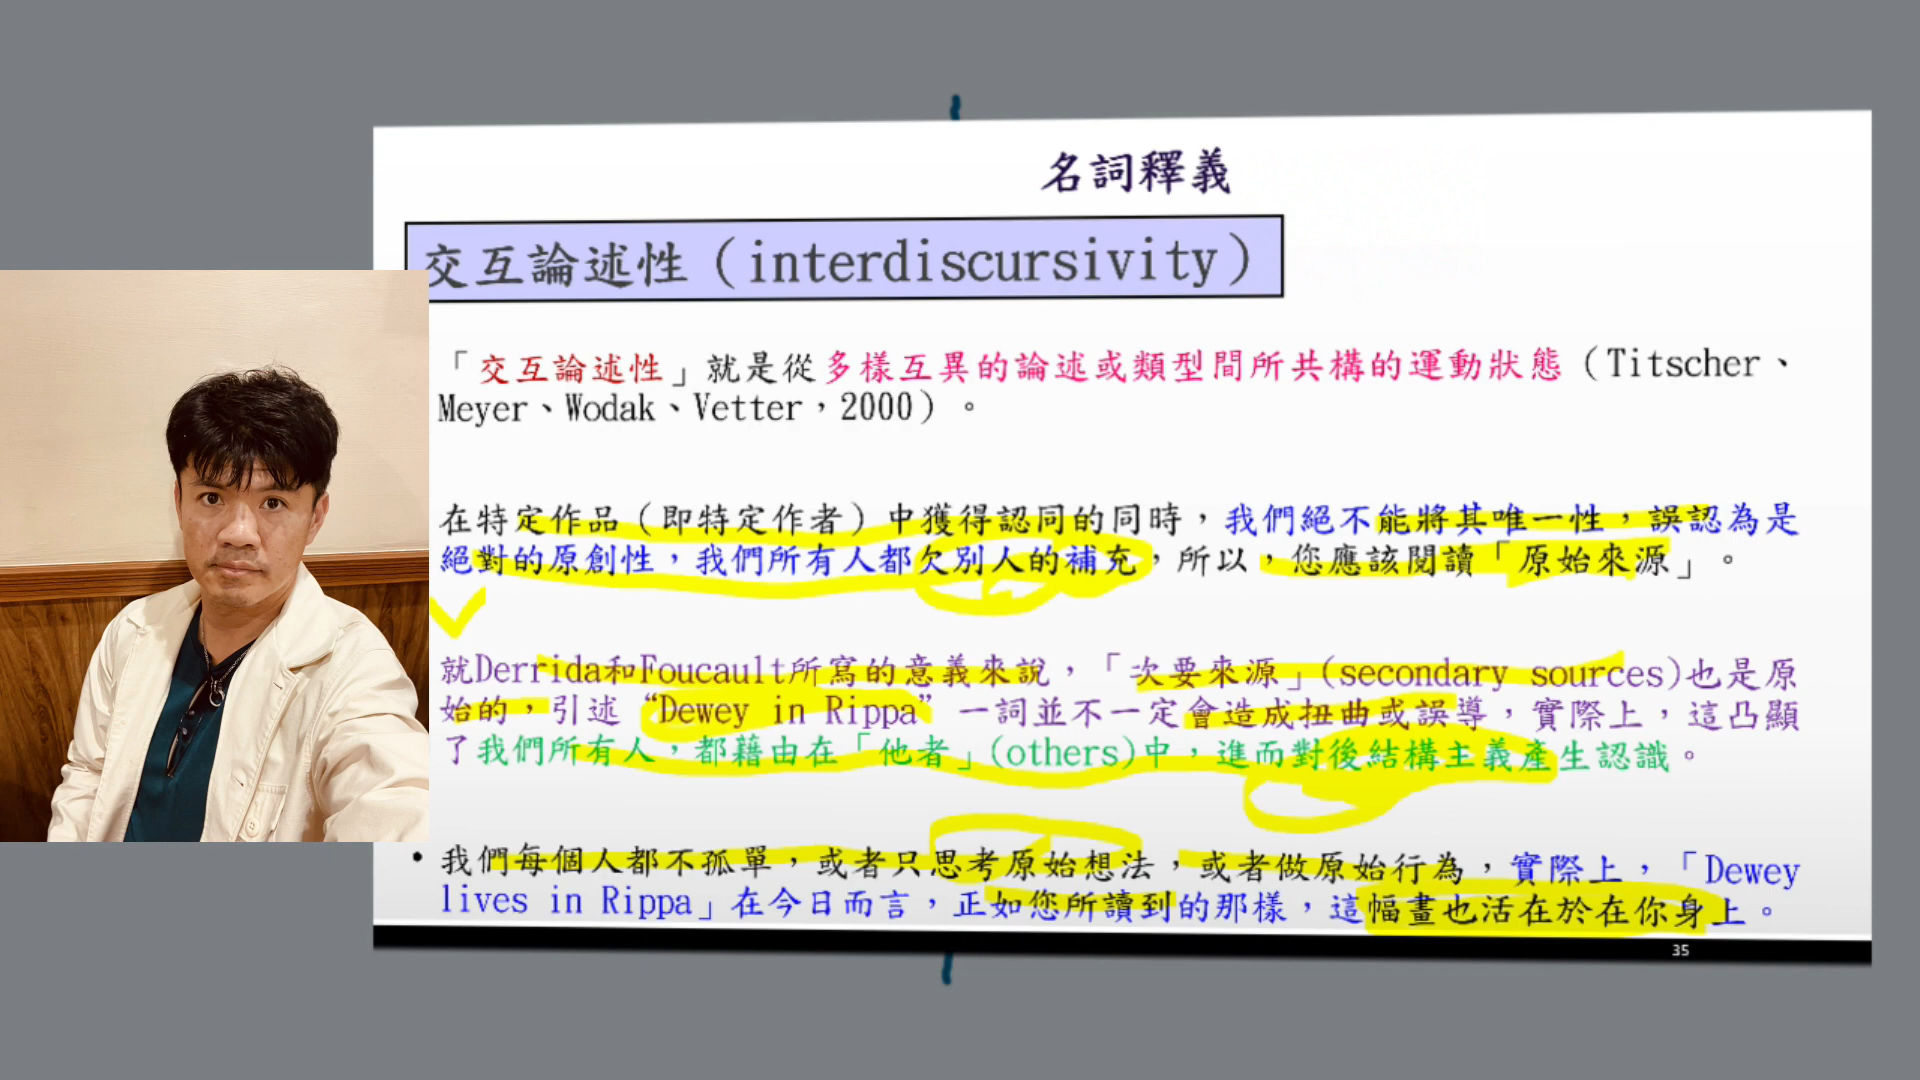 名詞釋義
交互論述性（interdiscursivity）
「交互論述性」就是從多樣互異的論述或類型間所共構的運動狀態（Titscher、
Meyer、Wodak、Vetter，2000）。
在特定作品（即特定作者）中獲得認同的同時，我們絕不能將其唯一性，誤認為是
絕對的原創性，我們所有人都欠別人的補充，所以，您應該閱讀「原始來源」。
就Derrida和Foucault所寫的意義來說，「次要來源」(secondary sources)也是原
始的，引述“Dewey in Rippa”一詞並不一定會造成扭曲或誤導，實際上，這凸顯
了我們所有人，都藉由在「他者」(others)中，進而對後結構主義產生認識。
• 我們每個人都不孤單，或者只思考原始想法，或者做原始行為，實際上，「Dewey
lives in Rippa」在今日而言，正如您所讀到的那樣，這幅畫也活在於在你身上。
35